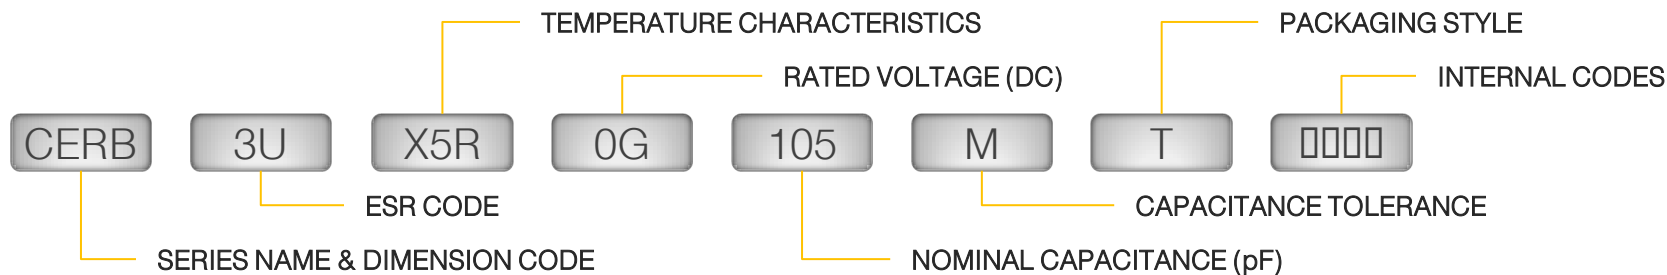 TEMPERATURE CHARACTERISTICS PACKAGING STYLE
RATED VOLTAGE (DC) INTERNAL CODES
CERB 3U X5R 0G 105 M T ▯▯▯▯
ESR CODE CAPACITANCE TOLERANCE
SERIES NAME & DIMENSION CODE NOMINAL CAPACITANCE (pF)